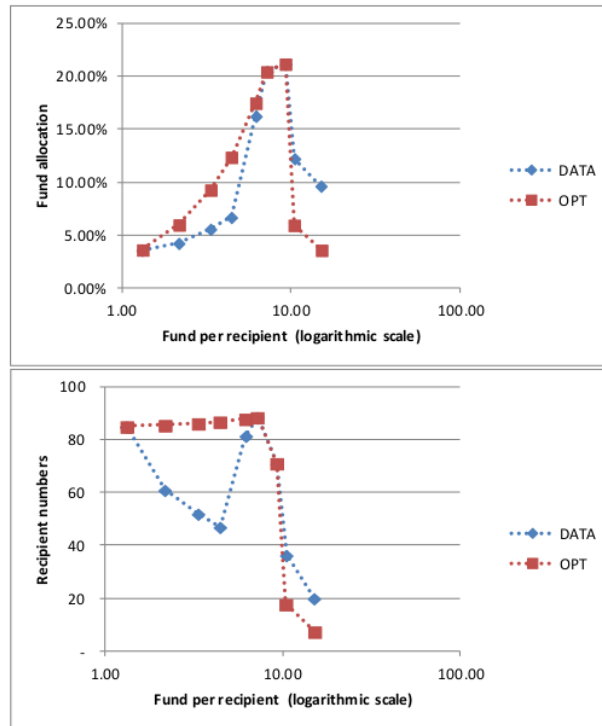 25.00%
20.00%
15.00%
10.00%
5.00%
0.00%
Fund allocation
1.00 10.00 100.00
Fund per recipient (logarithmic scale)
DATA
OPT
100
80
60
40
20
-
Recipient numbers
1.00 10.00 100.00
Fund per recipient (logarithmic scale)
DATA
OPT